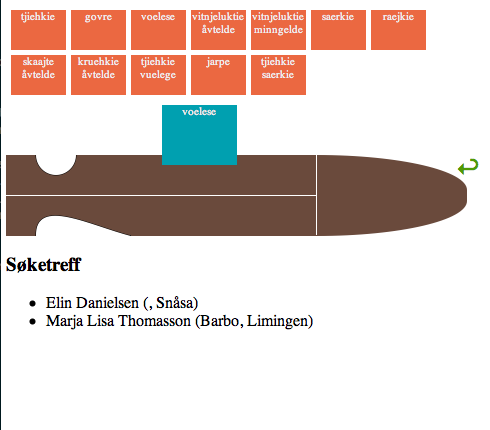 tjiehkie govre voelese vitnjeluktie vitnjeluktie saerkie raejkie
åvtelde minngelde
skaajte kruehkie tjiehkie jarpe tjiehkie
åvtelde åvtelde vuelege saerkie
voelese
Søketreff
Elin Danielsen (, Snåsa)
Marja Lisa Thomasson (Barbo, Limingen)